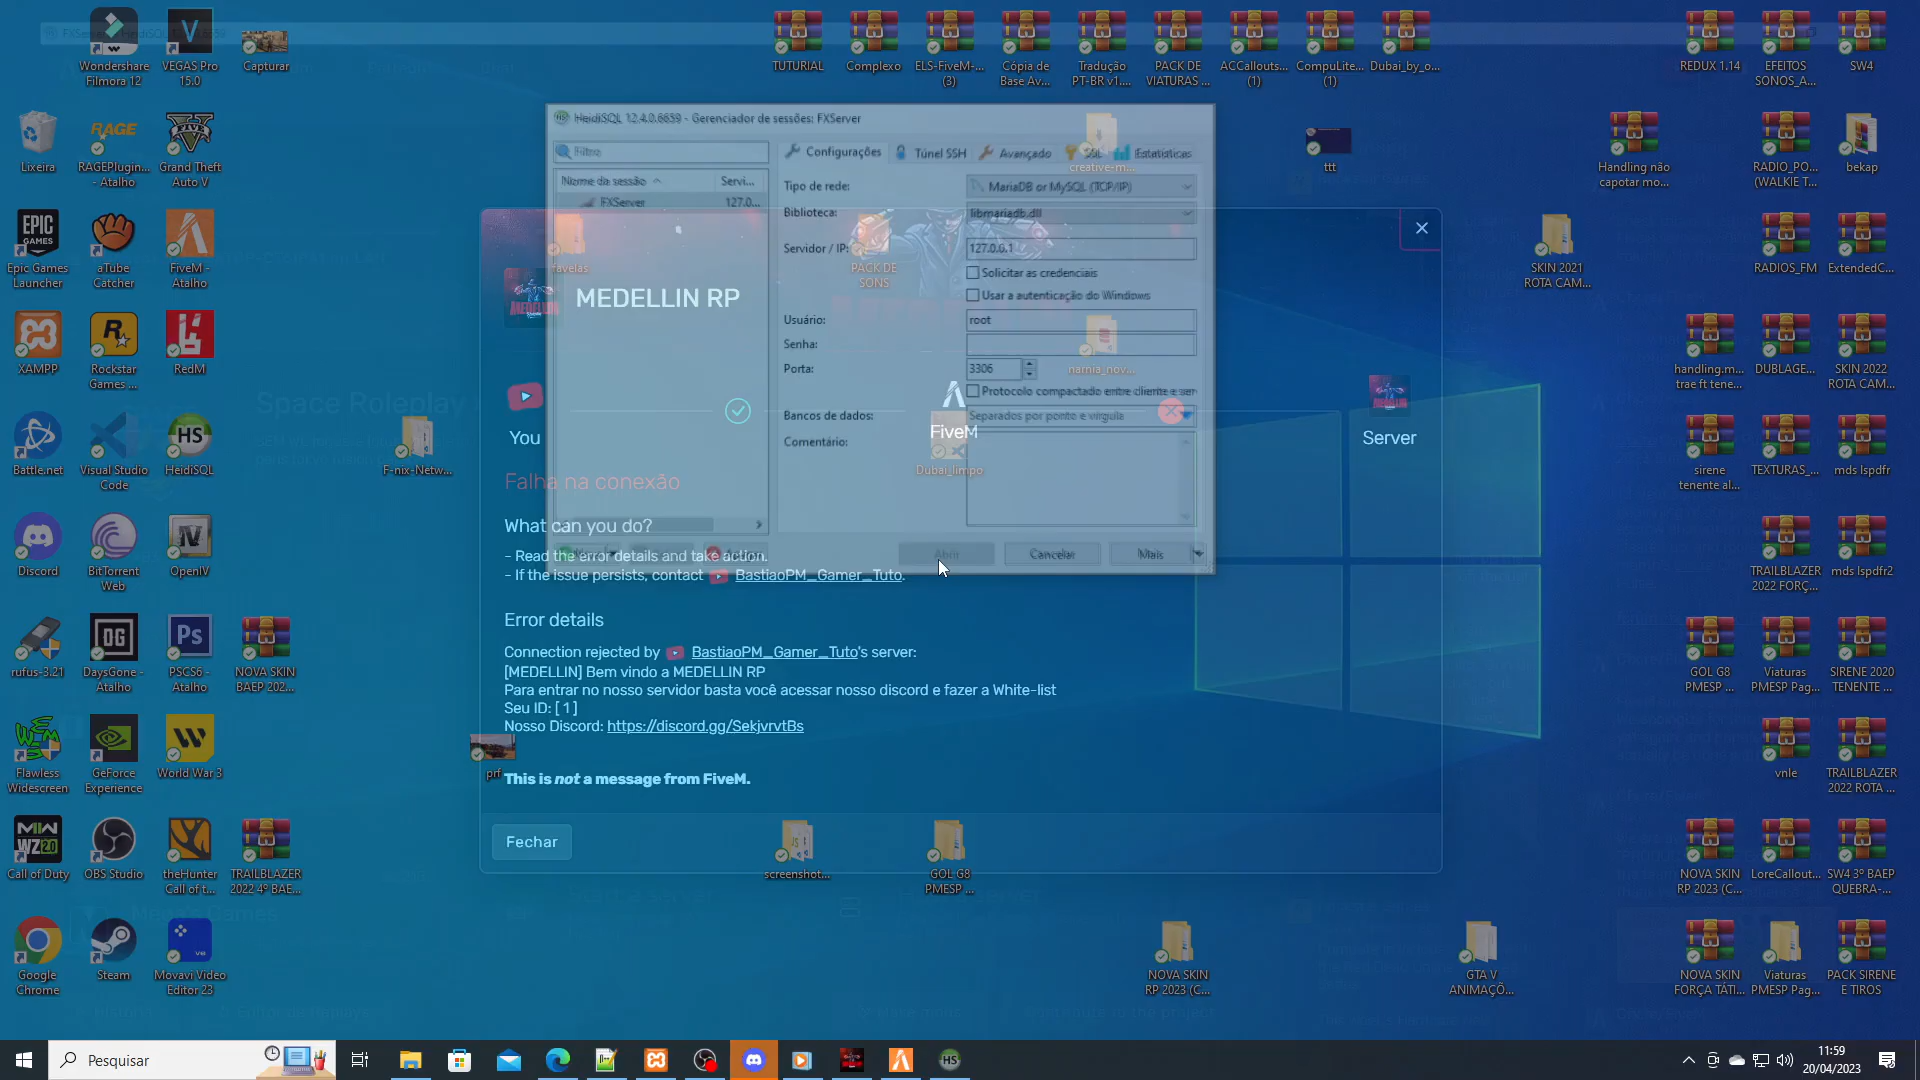 Wondershare
Filmora 12
VEGAS Pro
15.0
Capturar
TUTURIAL
Complexo
ELS-FiveM-...
(3)
Cópia de
Base Av...
Tradução
PT-BR v1....
PACK DE
VIATURAS ...
ACCallouts...
(1)
CompuLite...
(1)
Dubai_by_o...
REDUX 1.14
EFEITOS
SONOS_A...
SW4
Lixeira
RAGEPlugin...
- Atalho
Grand Theft
Auto V
creative-m...
ttt
Handling não
capotar mo...
RADIO_PO...
(WALKIE T...
bekap
HeidiSQL 12.4.0.6659 - Gerenciador de sessões: FXServer
Filtro
Nome da sessão
Servi...
FXServer
127.0...
Configurações
Túnel SSH
Avançado
SSL
Estatísticas
Tipo de rede:
MariaDB or MySQL (TCP/IP)
Biblioteca:
libmariadb.dll
Servidor / IP:
127.0.0.1
Solicitar as credenciais
Usar a autenticação do Windows
Usuário:
root
Senha:
Porta:
3306
Protocolo compactado entre cliente e ser
Bancos de dados:
Separados por ponto e vírgula
Comentário:
Abrir
Cancelar
Mais
Epic Games
Launcher
aTube
Catcher
FiveM -
Atalho
favelas
PACK DE
SONS
SKIN 2021
ROTA CAM...
RADIOS_FM
ExtendedC...
MEDELLIN RP
XAMPP
Rockstar
Games ...
RedM
narnia_nov...
handling.m...
trae ft tene...
DUBLAGE...
SKIN 2022
ROTA CAM...
Space Roleplay
You
FiveM
Server
Battle.net
Visual Studio
Code
HeidiSQL
F-nix-Netw...
Dubai_limpo
sirene
tenente al...
TEXTURAS_...
mds lspdfr
Falha na conexão
What can you do?
- Read the error details and take action.
- If the issue persists, contact BastiaoPM_Gamer_Tuto.
Discord
BitTorrent
Web
OpenIV
TRAILBLAZER
2022 FORÇ...
mds lspdfr2
Error details
Connection rejected by BastiaoPM_Gamer_Tuto's server:
[MEDELLIN] Bem vindo a MEDELLIN RP
Para entrar no nosso servidor basta você acessar nosso discord e fazer a White-list
Seu ID: [ 1 ]
Nosso Discord: https://discord.gg/SekjvrvtBs
This is not a message from FiveM.
rufus-3.21
DaysGone -
Atalho
PSCS6 -
Atalho
NOVA SKIN
BAEP 202...
GOL G8
PMESP ...
Viaturas
PMESP Pag...
SIRENE 2020
TENENTE ...
Flawless
Widescreen
GeForce
Experience
World War 3
prf
vnle
TRAILBLAZER
2022 ROTA ...
Fechar
Call of Duty
OBS Studio
theHunter
Call of t...
TRAILBLAZER
2022 4º BAE...
screenshot...
GOL G8
PMESP ...
NOVA SKIN
RP 2023 (C...
LoreCallout...
SW4 3º BAEP
QUEBRA-...
Google
Chrome
Steam
Movavi Video
Editor 23
NOVA SKIN
RP 2023 (C...
GTA V
ANIMAÇÕ...
NOVA SKIN
FORÇA TÁTI...
Viaturas
PMESP Pag...
PACK SIRENE
E TIROS
Pesquisar
11:59
20/04/2023